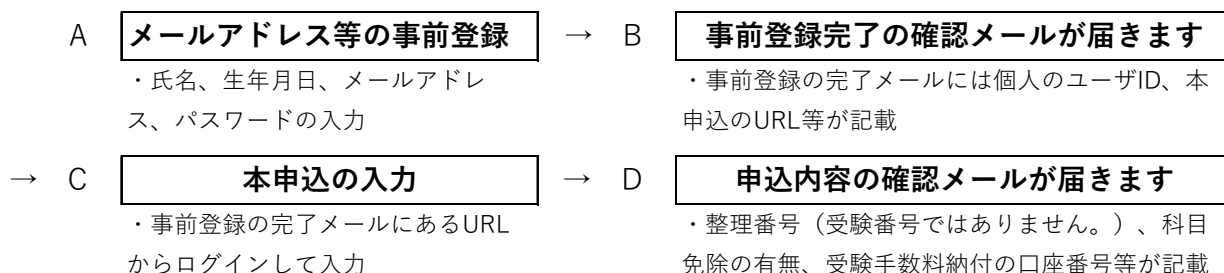 A メールアドレス等の事前登録 → B 事前登録完了の確認メールが届きます
・氏名、生年月日、メールアドレ
ス、パスワードの入力
・事前登録の完了メールには個人のユーザID、本
申込のURL等が記載
→ C 本申込の入力 → D 申込内容の確認メールが届きます
・事前登録の完了メールにあるURL
からログインして入力
・整理番号（受験番号ではありません。）、科目
免除の有無、受験手数料納付の口座番号等が記載